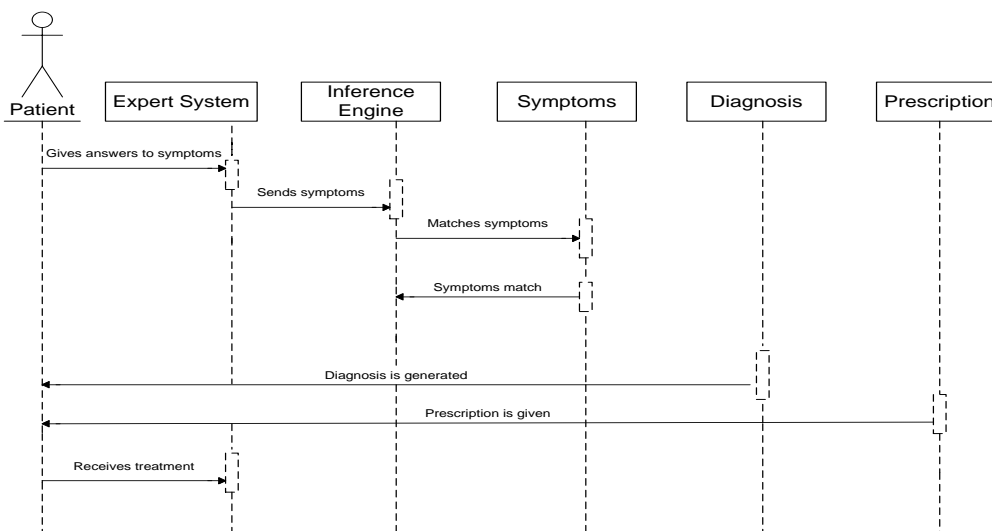 Patient
Expert System
Inference
Engine
Symptoms
Diagnosis
Prescription
Gives answers to symptoms
Sends symptoms
Matches symptoms
Symptoms match
Diagnosis is generated
Prescription is given
Receives treatment